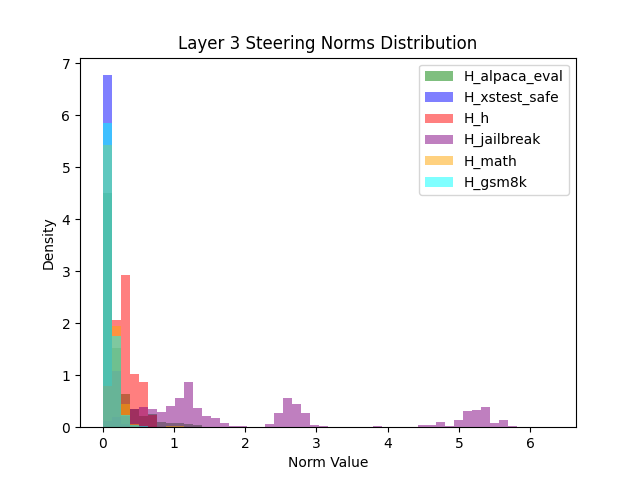 Layer 3 Steering Norms Distribution
7
6
5
4
3
2
1
0
Density
H_alpaca_eval
H_xstest_safe
H_h
H_jailbreak
H_math
H_gsm8k
0 1 2 3 4 5 6
Norm Value